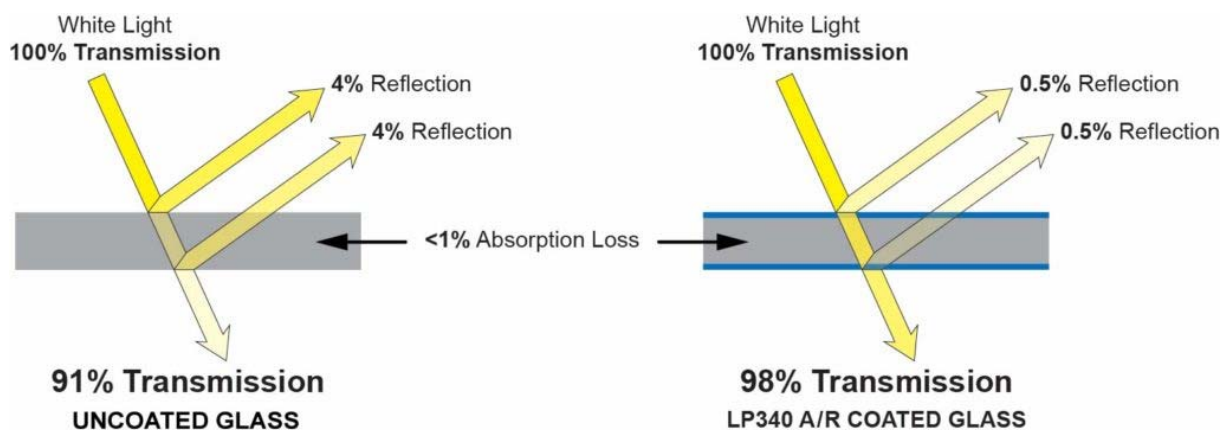 White Light
100% Transmission
4% Reflection
4% Reflection
91% Transmission
UNCOATED GLASS
<1% Absorption Loss
White Light
100% Transmission
0.5% Reflection
0.5% Reflection
98% Transmission
LP340 A/R COATED GLASS